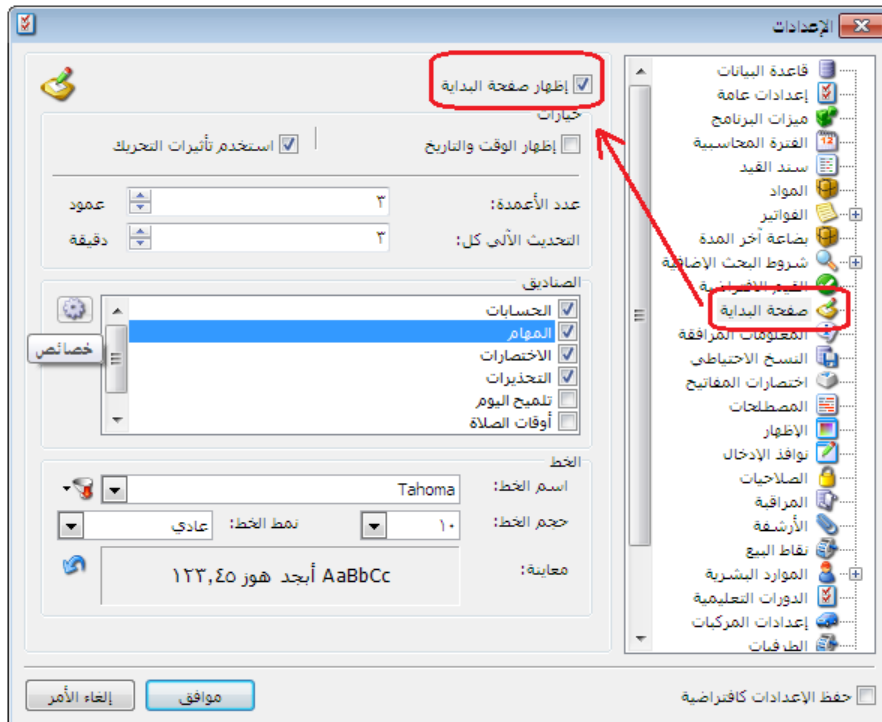 الإعدادات
قاعدة البيانات
إعدادات عامة
ميزات البرنامج
الفترة المحاسبية
سند القيد
المواد
الفواتير
بضاعة آخر المدة
شروط البحث الإضافية
القيم الافتراضية
صفحة البداية
المعلومات المرافقة
النسخ الاحتياطي
اختصارات المفاتيح
المصطلحات
الإظهار
نوافذ الإدخال
الصلاحيات
المراقبة
الأرشفة
نقاط البيع
الموارد البشرية
الدورات التعليمية
إعدادات المركبات
الطرفيات
إظهار صفحة البداية
خيارات
إظهار الوقت والتاريخ
استخدم تأثيرات التحريك
عدد الأعمدة: ٣ عمود
التحديث الآلي كل: ٣ دقيقة
الصناديق
الحسابات
المهام
الاختصارات
التحذيرات
تلميح اليوم
أوقات الصلاة
خصائص
الخط
اسم الخط: Tahoma
حجم الخط: ١٠ نمط الخط: عادي
معاينة: AaBbCc أبجد هوز ١٢٣,٤٥
حفظ الإعدادات كافتراضية
موافق
إلغاء الأمر